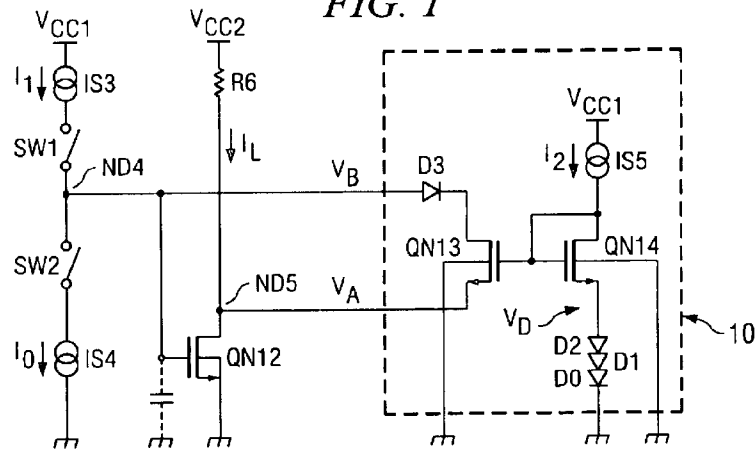 FIG. 1
VCC1
VCC2
I1
IS3
R6
VCC1
SW1
ND4
IL
VB
D3
I2
IS5
SW2
QN13
QN14
ND5
VA
I0
IS4
QN12
VD
10
D2
D1
D0